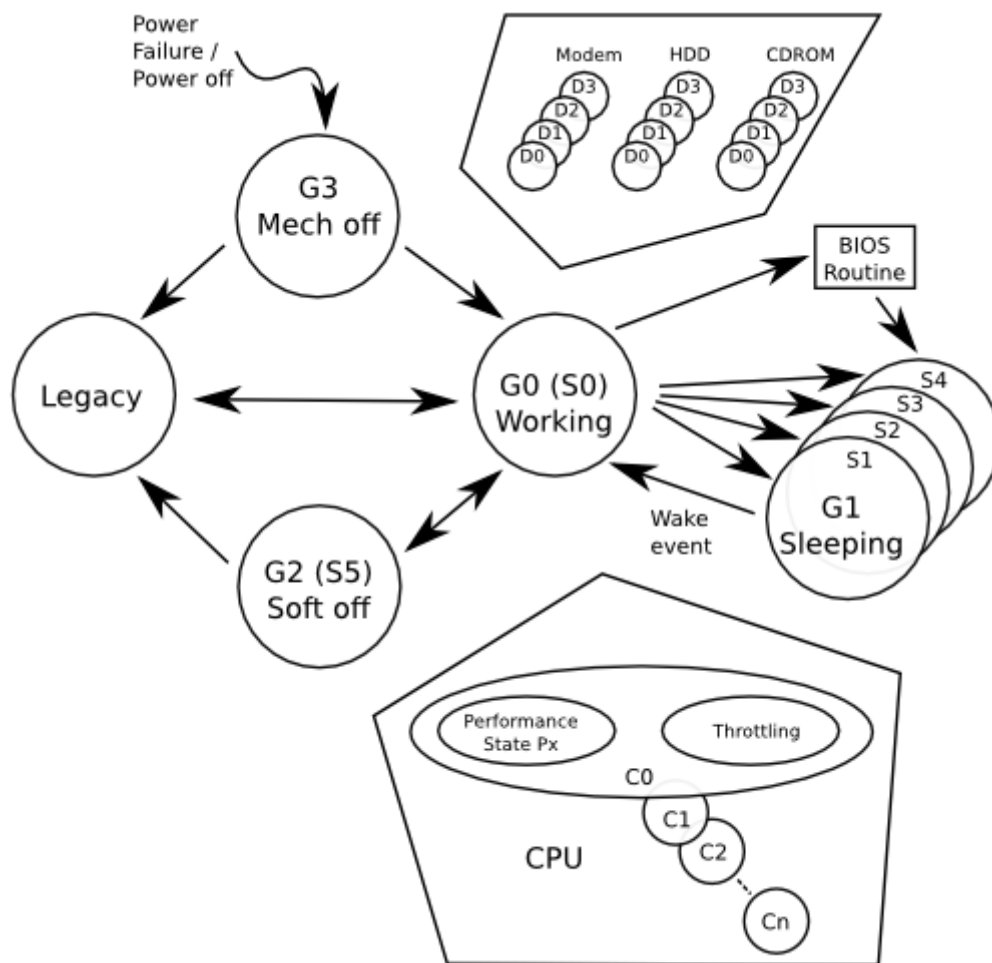 Power
Failure /
Power off
Modem
HDD
CDROM
D3
D2
D1
D0
D3
D2
D1
D0
D3
D2
D1
D0
G3
Mech off
BIOS
Routine
Legacy
G0 (S0)
Working
S4
S3
S2
S1
G1
Sleeping
Wake
event
G2 (S5)
Soft off
Performance
State Px
Throttling
C0
C1
C2
CPU
Cn